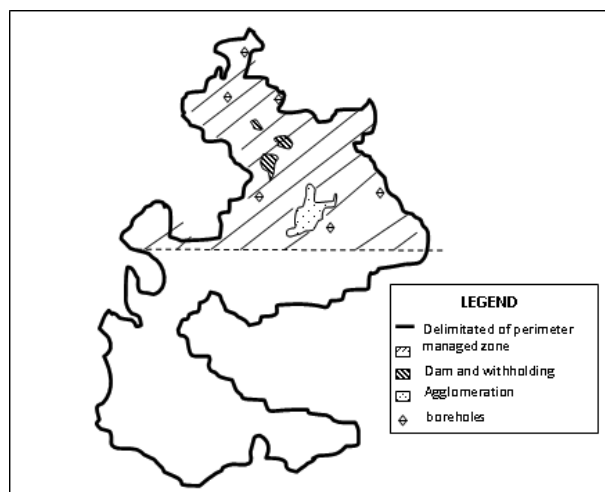 LEGEND
Delimitated of perimeter
managed zone
Dam and withholding
Agglomeration
boreholes